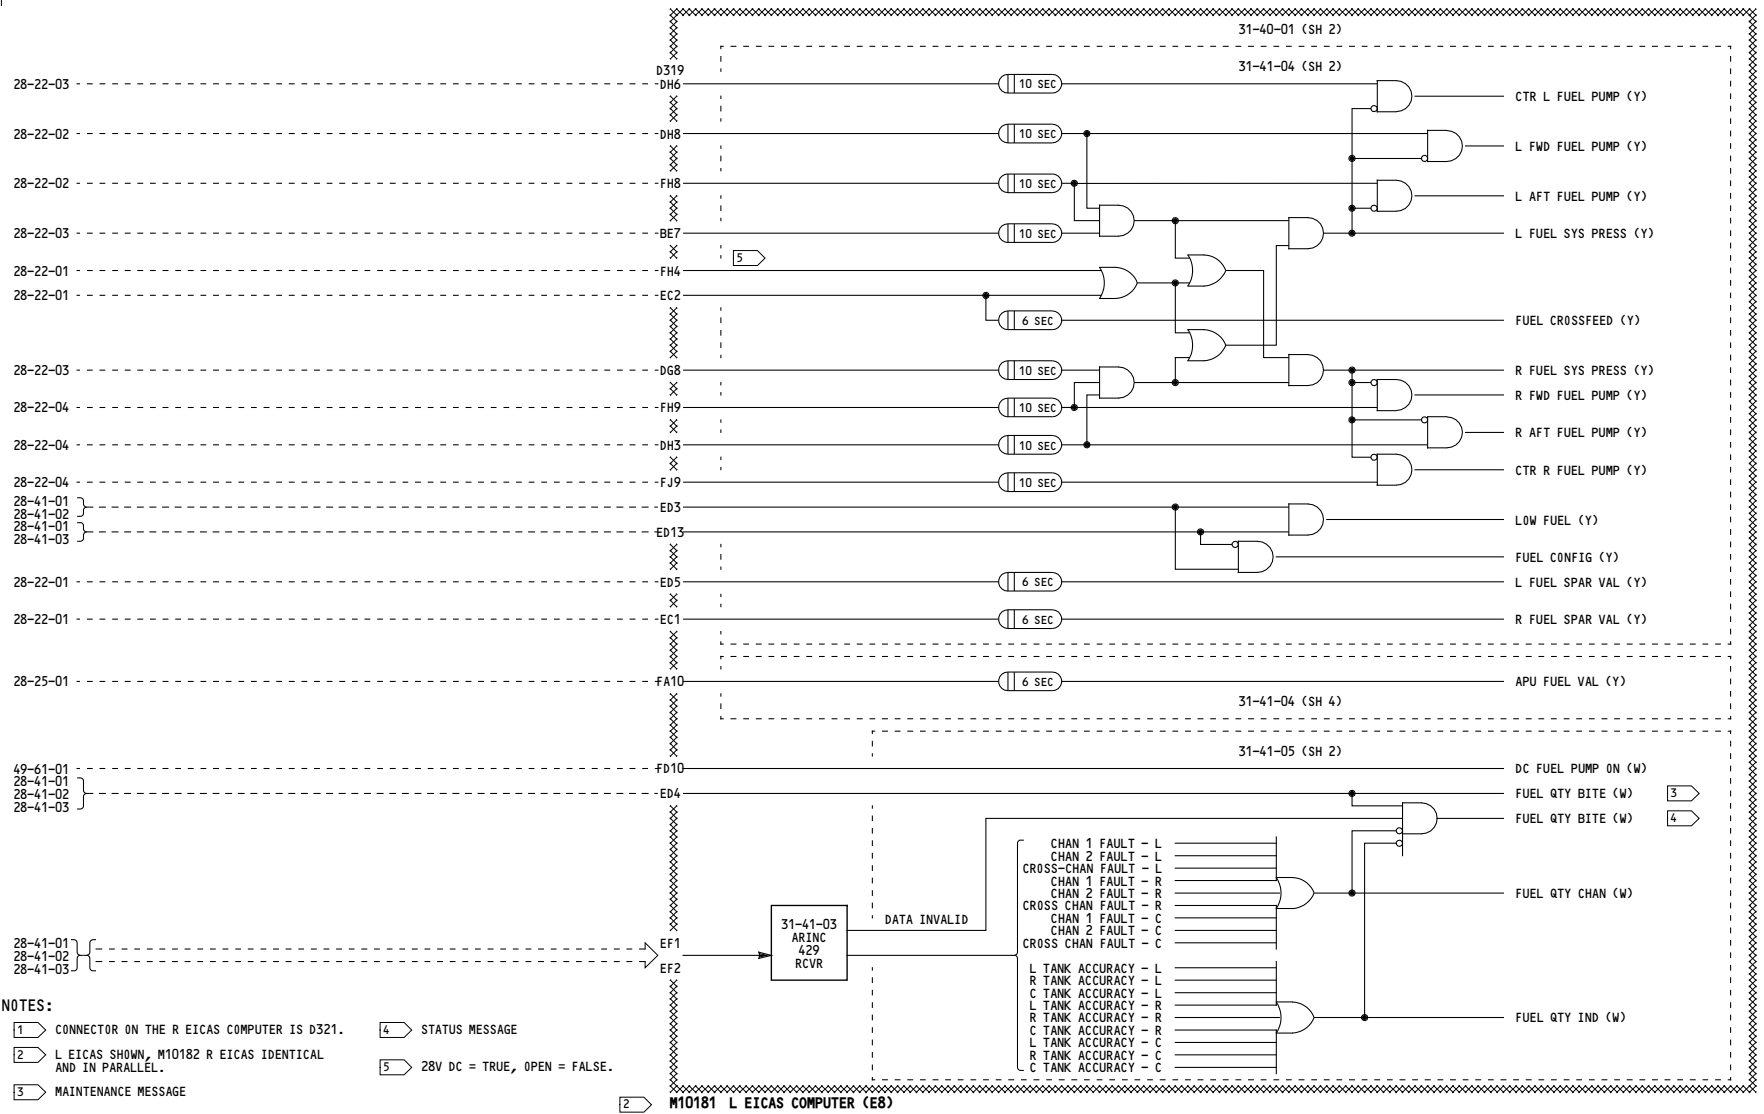 31-40-01 (SH 2)
31-41-04 (SH 2)
D319
28-22-03 DH6 10 SEC CTR L FUEL PUMP (Y)
28-22-02 DH8 10 SEC L FWD FUEL PUMP (Y)
28-22-02 FH8 10 SEC L AFT FUEL PUMP (Y)
28-22-03 BE7 10 SEC L FUEL SYS PRESS (Y)
5
28-22-01 FH4
28-22-01 EC2
6 SEC FUEL CROSSFEED (Y)
28-22-03 DG8 10 SEC R FUEL SYS PRESS (Y)
R FWD FUEL PUMP (Y)
28-22-04 FH9 10 SEC
R AFT FUEL PUMP (Y)
28-22-04 DH3 10 SEC
CTR R FUEL PUMP (Y)
28-22-04 FJ9 10 SEC
28-41-01
28-41-02 ED3
LOW FUEL (Y)
28-41-01
28-41-03 ED13
FUEL CONFIG (Y)
28-22-01 ED5 6 SEC L FUEL SPAR VAL (Y)
28-22-01 EC1 6 SEC R FUEL SPAR VAL (Y)
28-25-01 FA10 6 SEC APU FUEL VAL (Y)
31-41-04 (SH 4)
31-41-05 (SH 2)
49-61-01 FD10 DC FUEL PUMP ON (W)
28-41-01
28-41-02 ED4 FUEL QTY BITE (W) 3
28-41-03
FUEL QTY BITE (W) 4
CHAN 1 FAULT - L
CHAN 2 FAULT - L
CROSS-CHAN FAULT - L
CHAN 1 FAULT - R
CHAN 2 FAULT - R FUEL QTY CHAN (W)
CROSS CHAN FAULT - R
CHAN 1 FAULT - C
CHAN 2 FAULT - C
CROSS CHAN FAULT - C
DATA INVALID
31-41-03
ARINC
429
RCVR
28-41-01 EF1
28-41-02
28-41-03 EF2
L TANK ACCURACY - L
R TANK ACCURACY - L
C TANK ACCURACY - L
L TANK ACCURACY - R
R TANK ACCURACY - R FUEL QTY IND (W)
C TANK ACCURACY - R
L TANK ACCURACY - C
R TANK ACCURACY - C
C TANK ACCURACY - C
NOTES:
1 CONNECTOR ON THE R EICAS COMPUTER IS D321.
2 L EICAS SHOWN, M10182 R EICAS IDENTICAL
AND IN PARALLEL.
3 MAINTENANCE MESSAGE
4 STATUS MESSAGE
5 28V DC = TRUE, OPEN = FALSE.
2 M10181 L EICAS COMPUTER (E8)